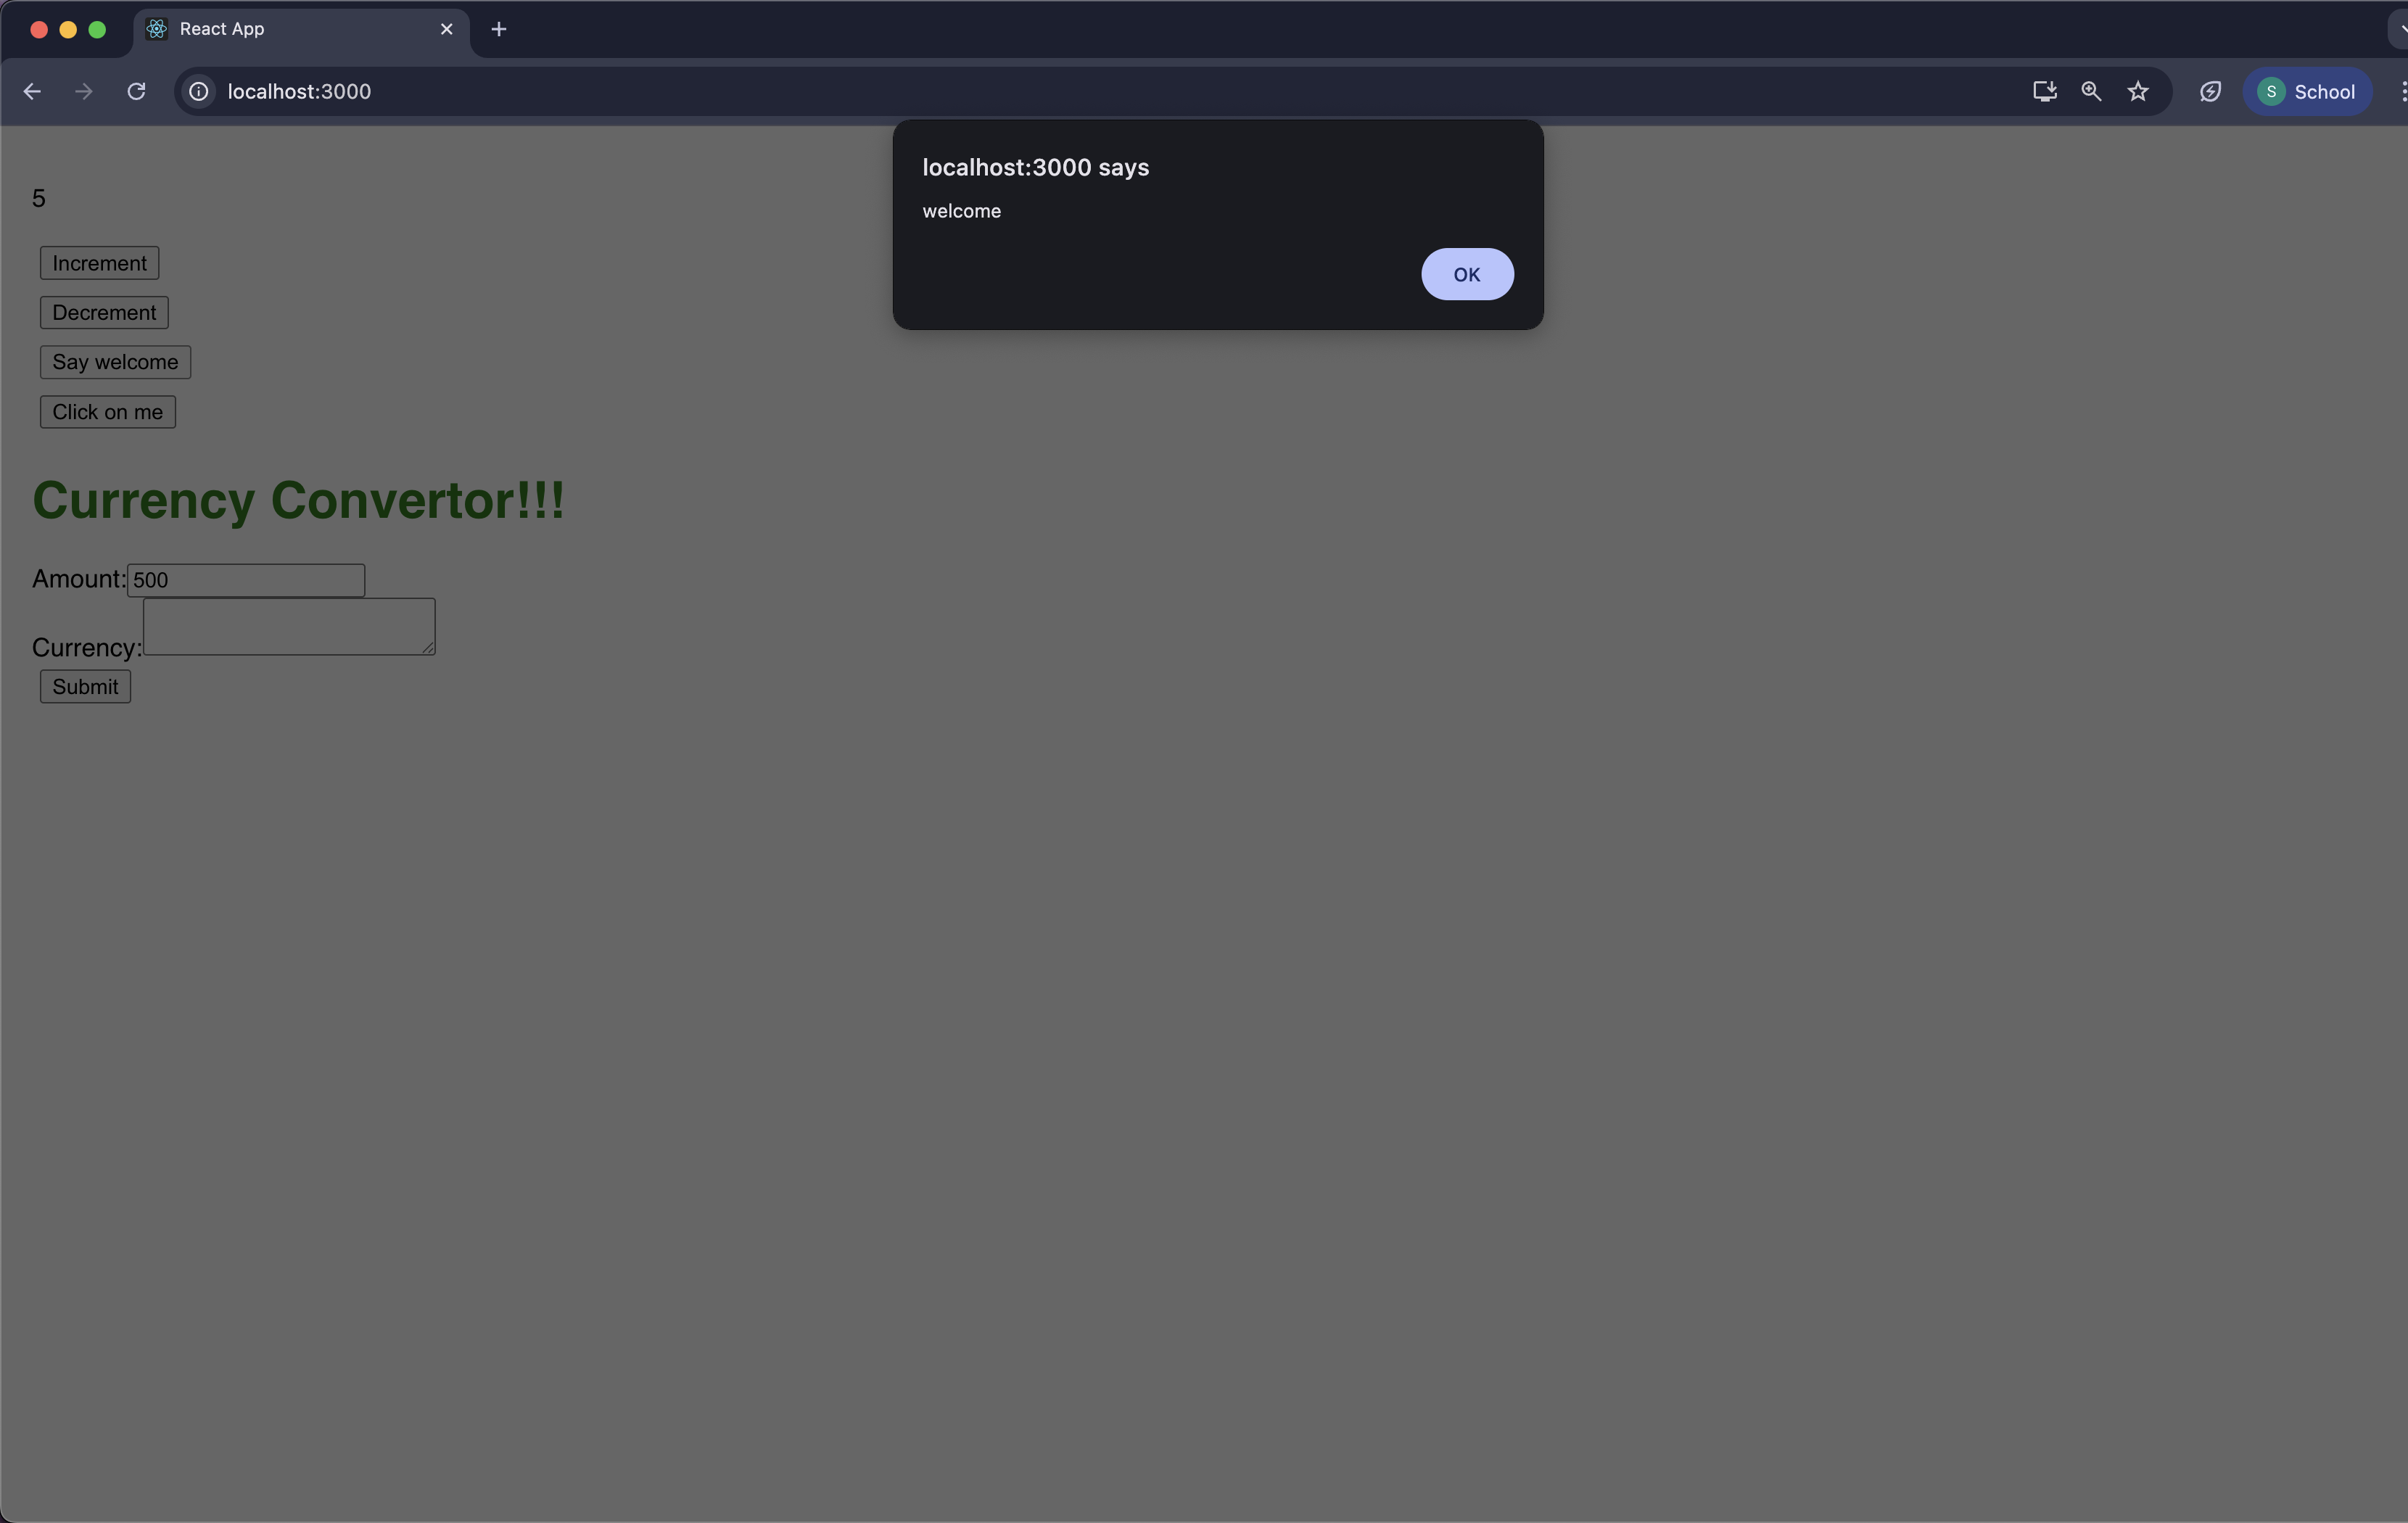 React App
localhost:3000
S School
localhost:3000 says
welcome
OK
5
Increment
Decrement
Say welcome
Click on me
Currency Convertor!!!
Amount: 500
Currency:
Submit